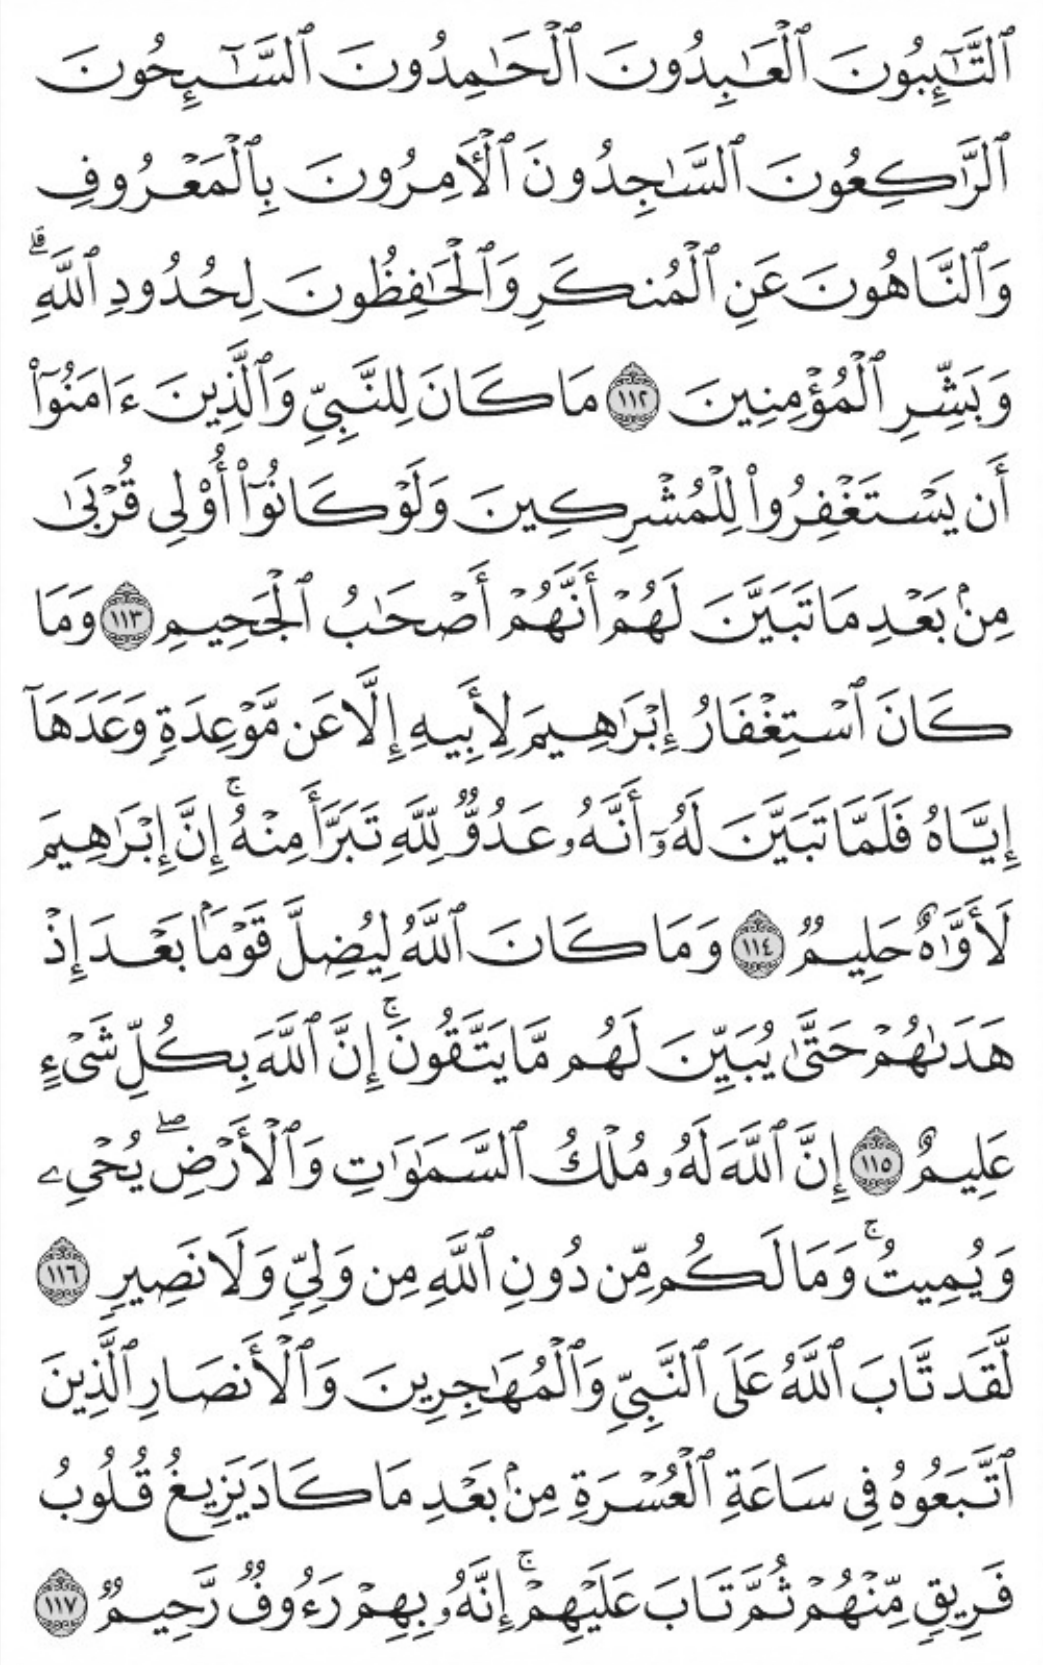 ٱلتَّـٰٓئِبُونَ ٱلْعَـٰبِدُونَ ٱلْحَـٰمِدُونَ ٱلسَّـٰٓئِحُونَ
ٱلرَّٰكِعُونَ ٱلسَّـٰجِدُونَ ٱلْأَمِرُونَ بِٱلْمَعْرُوفِ
وَٱلنَّاهُونَ عَنِ ٱلْمُنكَرِ وَٱلْحَـٰفِظُونَ لِحُدُودِ ٱللَّهِ ۗ
وَبَشِّرِ ٱلْمُؤْمِنِينَ ١١٢ مَا كَانَ لِلنَّبِىِّ وَٱلَّذِينَ ءَامَنُوٓا۟
أَن يَسْتَغْفِرُوا۟ لِلْمُشْرِكِينَ وَلَوْ كَانُوٓا۟ أُو۟لِى قُرْبَىٰ
مِنۢ بَعْدِ مَا تَبَيَّنَ لَهُمْ أَنَّهُمْ أَصْحَـٰبُ ٱلْجَحِيمِ ١١٣ وَمَا
كَانَ ٱسْتِغْفَارُ إِبْرَٰهِيمَ لِأَبِيهِ إِلَّا عَن مَّوْعِدَةٍ وَعَدَهَآ
إِيَّاهُ فَلَمَّا تَبَيَّنَ لَهُۥٓ أَنَّهُۥ عَدُوٌّ لِّلَّهِ تَبَرَّأَ مِنْهُ ۚ إِنَّ إِبْرَٰهِيمَ
لَأَوَّٰهٌ حَلِيمٌ ١١٤ وَمَا كَانَ ٱللَّهُ لِيُضِلَّ قَوْمًۢا بَعْدَ إِذْ
هَدَىٰهُمْ حَتَّىٰ يُبَيِّنَ لَهُم مَّا يَتَّقُونَ ۚ إِنَّ ٱللَّهَ بِكُلِّ شَىْءٍ
عَلِيمٌ ١١٥ إِنَّ ٱللَّهَ لَهُۥ مُلْكُ ٱلسَّمَـٰوَٰتِ وَٱلْأَرْضِ ۖ يُحْىِۦ
وَيُمِيتُ ۚ وَمَا لَكُم مِّن دُونِ ٱللَّهِ مِن وَلِىٍّ وَلَا نَصِيرٍ ١١٦
لَّقَد تَّابَ ٱللَّهُ عَلَى ٱلنَّبِىِّ وَٱلْمُهَـٰجِرِينَ وَٱلْأَنصَارِ ٱلَّذِينَ
ٱتَّبَعُوهُ فِى سَاعَةِ ٱلْعُسْرَةِ مِنۢ بَعْدِ مَا كَادَ يَزِيغُ قُلُوبُ
فَرِيقٍ مِّنْهُمْ ثُمَّ تَابَ عَلَيْهِمْ ۚ إِنَّهُۥ بِهِمْ رَءُوفٌ رَّحِيمٌ ١١٧